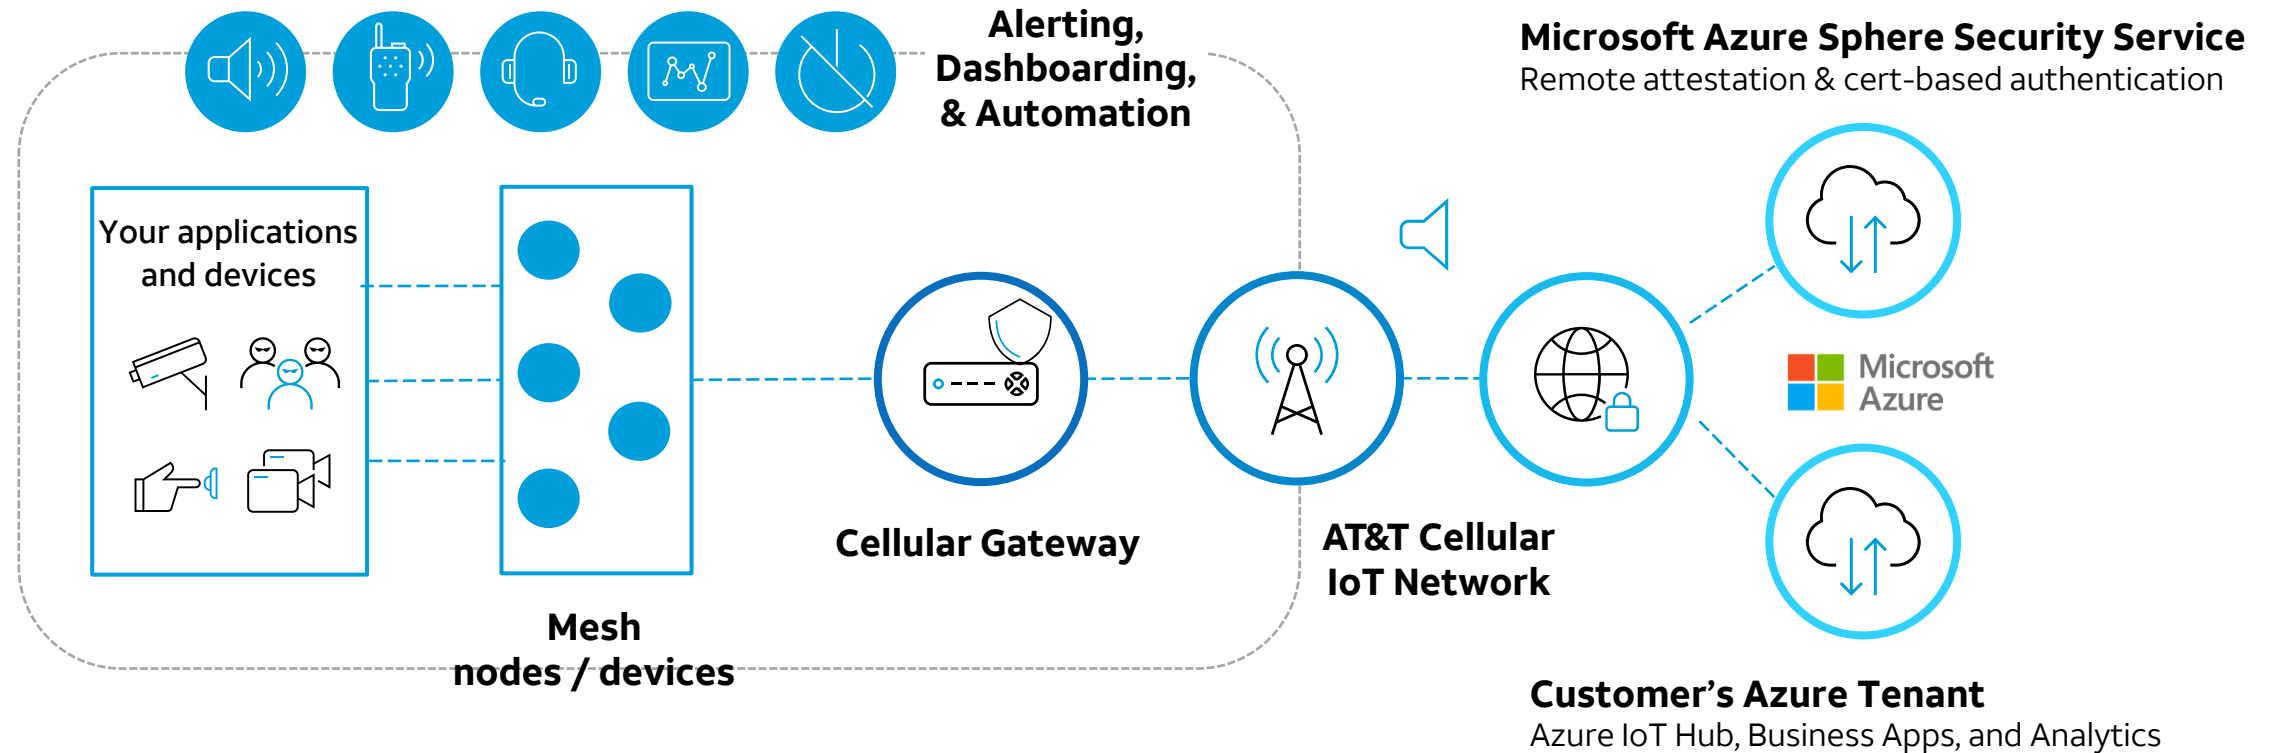 Alerting,
Dashboarding,
& Automation
Microsoft Azure Sphere Security Service
Remote attestation & cert-based authentication
Your applications
and devices
Microsoft
Azure
Cellular Gateway
AT&T Cellular
IoT Network
Mesh
nodes / devices
Customer’s Azure Tenant
Azure IoT Hub, Business Apps, and Analytics